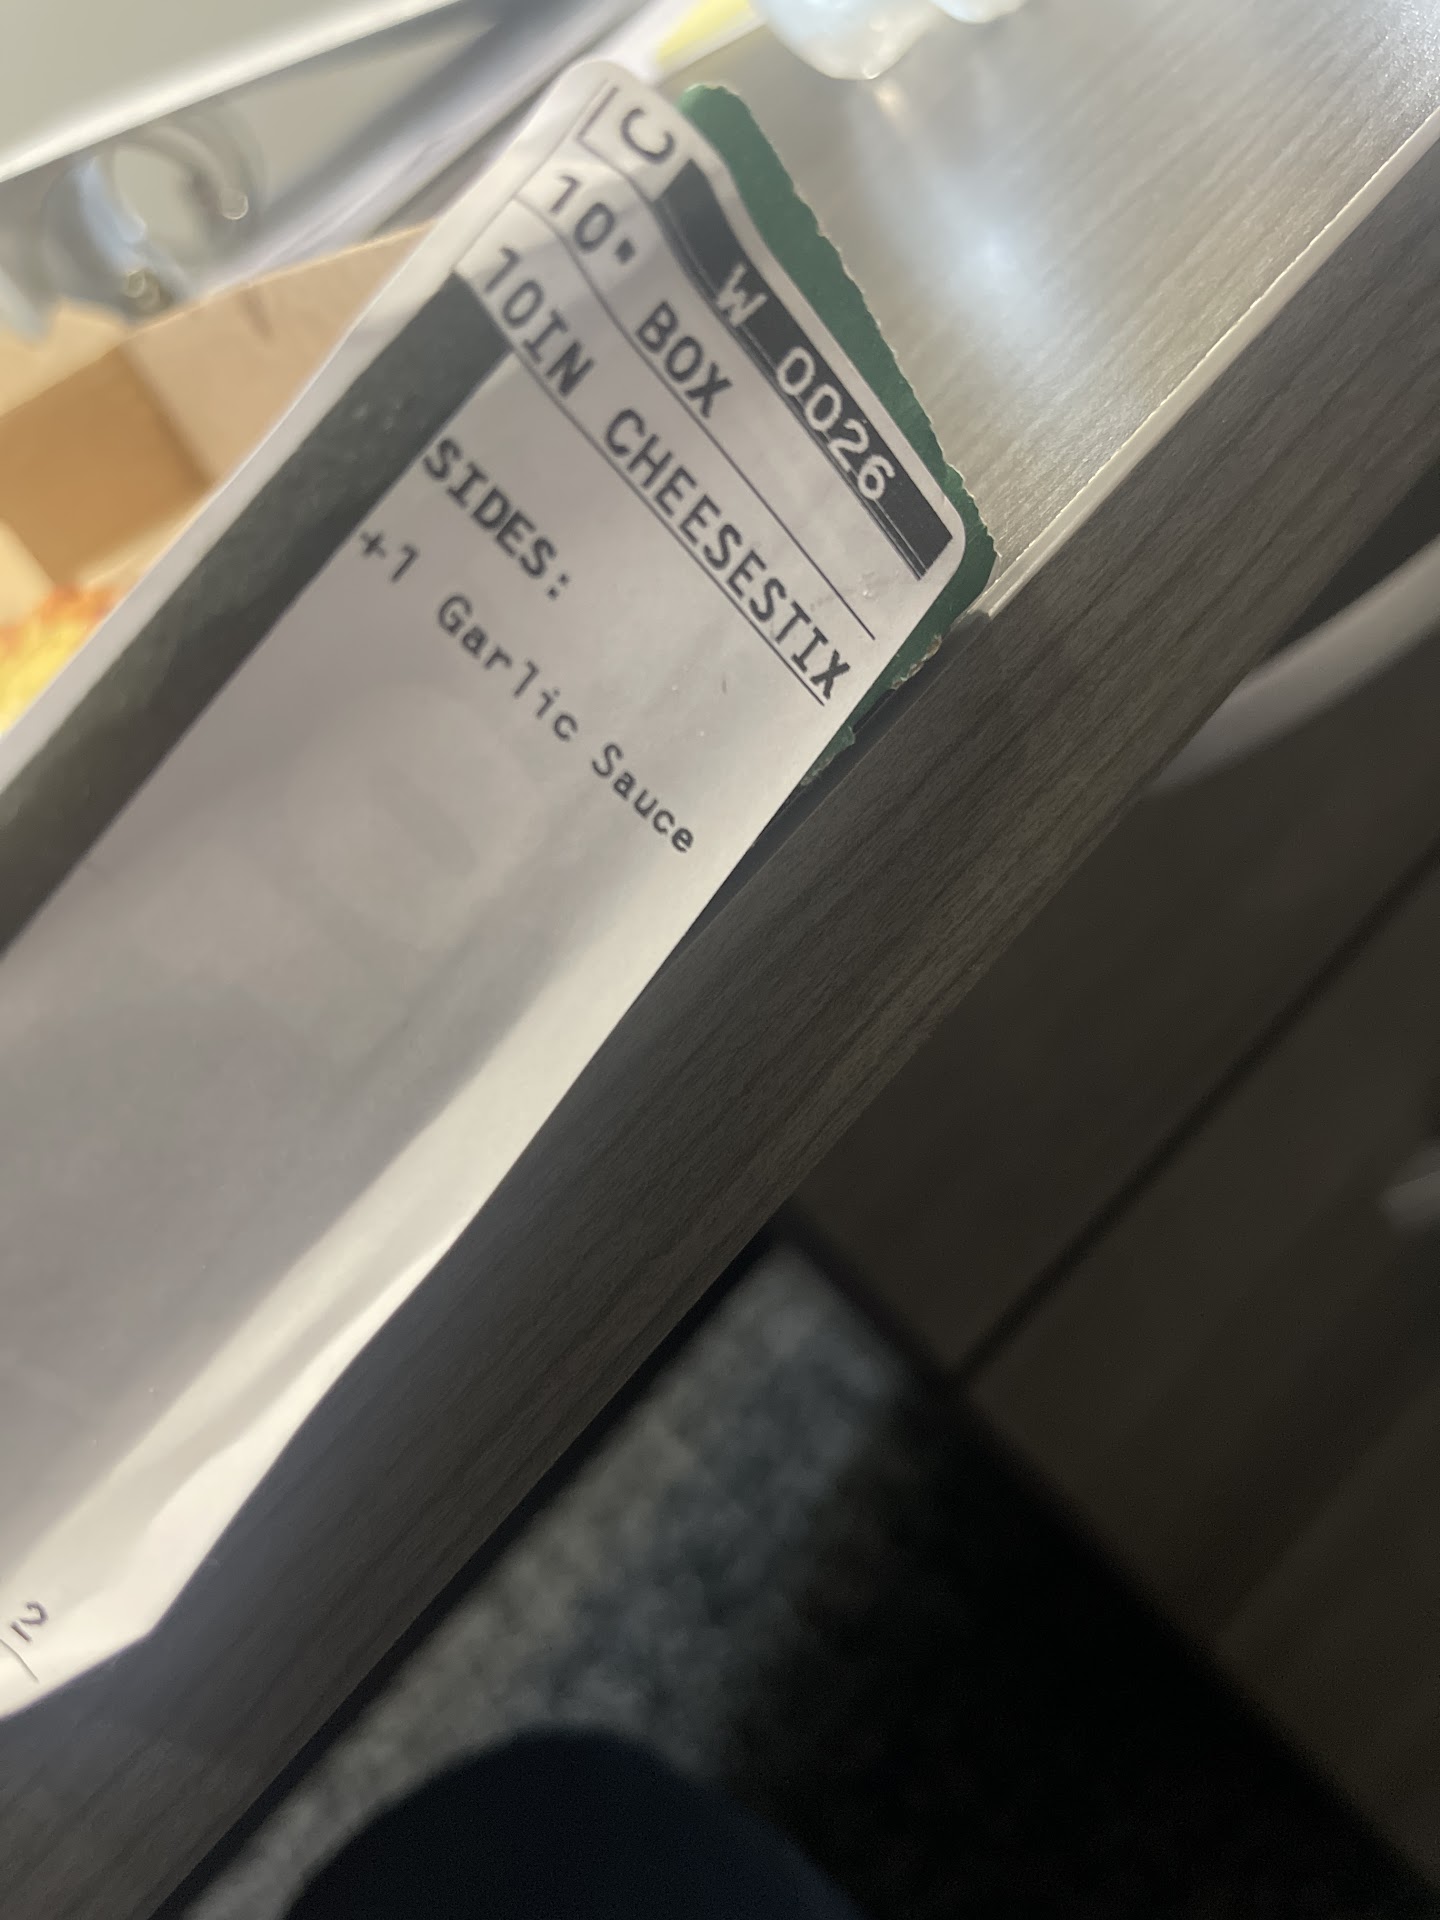 C
W 0026
10" BOX
10IN CHEESESTIX
SIDES:
+1 Garlic Sauce
2